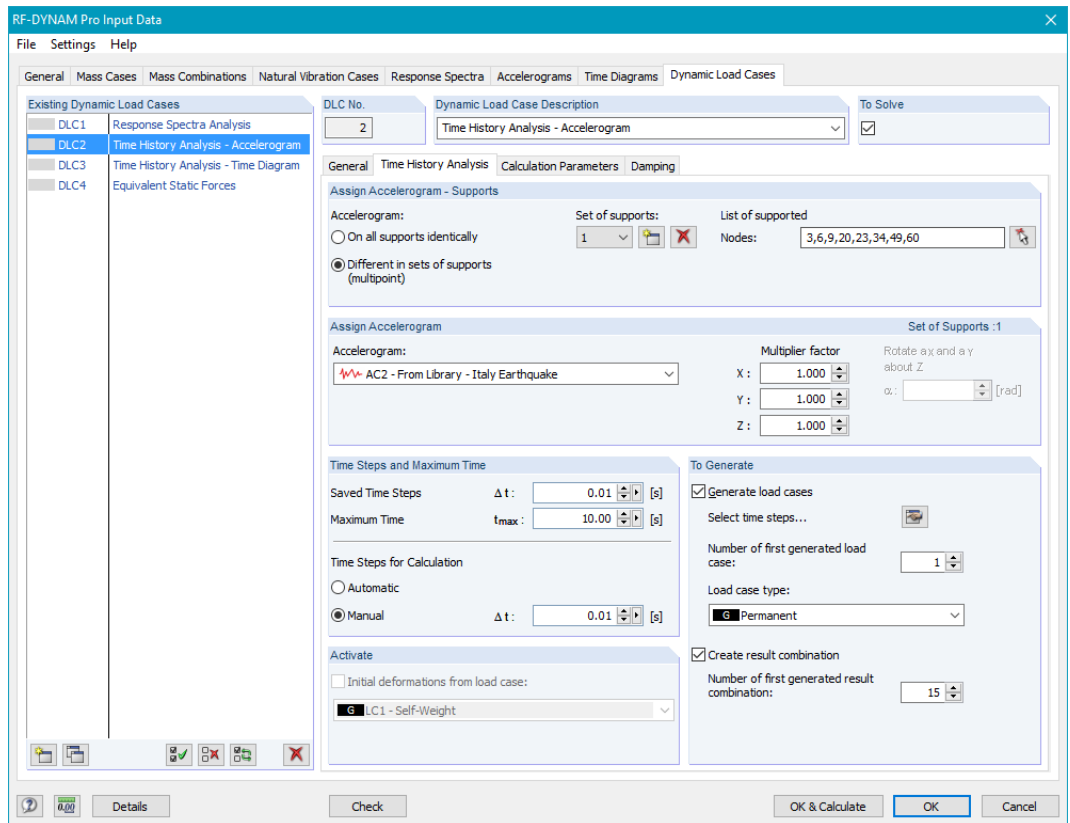 RF-DYNAM Pro Input Data
File Settings Help
General Mass Cases Mass Combinations Natural Vibration Cases Response Spectra Accelerograms Time Diagrams Dynamic Load Cases
Existing Dynamic Load Cases
DLC1 Response Spectra Analysis
DLC2 Time History Analysis - Accelerogram
DLC3 Time History Analysis - Time Diagram
DLC4 Equivalent Static Forces
DLC No.
2
Dynamic Load Case Description
Time History Analysis - Accelerogram
To Solve
General Time History Analysis Calculation Parameters Damping
Assign Accelerogram - Supports
Accelerogram:
On all supports identically
Different in sets of supports
(multipoint)
Set of supports:
1
List of supported
Nodes: 3,6,9,20,23,34,49,60
Assign Accelerogram Set of Supports :1
Accelerogram:
AC2 - From Library - Italy Earthquake
Multiplier factor
X : 1.000
Y : 1.000
Z : 1.000
Rotate a X and a Y
about Z
α : [rad]
Time Steps and Maximum Time
Saved Time Steps Δ t : 0.01 [s]
Maximum Time tmax : 10.00 [s]
Time Steps for Calculation
Automatic
Manual Δ t : 0.01 [s]
Activate
Initial deformations from load case:
G LC1 - Self-Weight
To Generate
Generate load cases
Select time steps...
Number of first generated load
case: 1
Load case type:
G Permanent
Create result combination
Number of first generated result
combination: 15
0.00 Details Check OK & Calculate OK Cancel